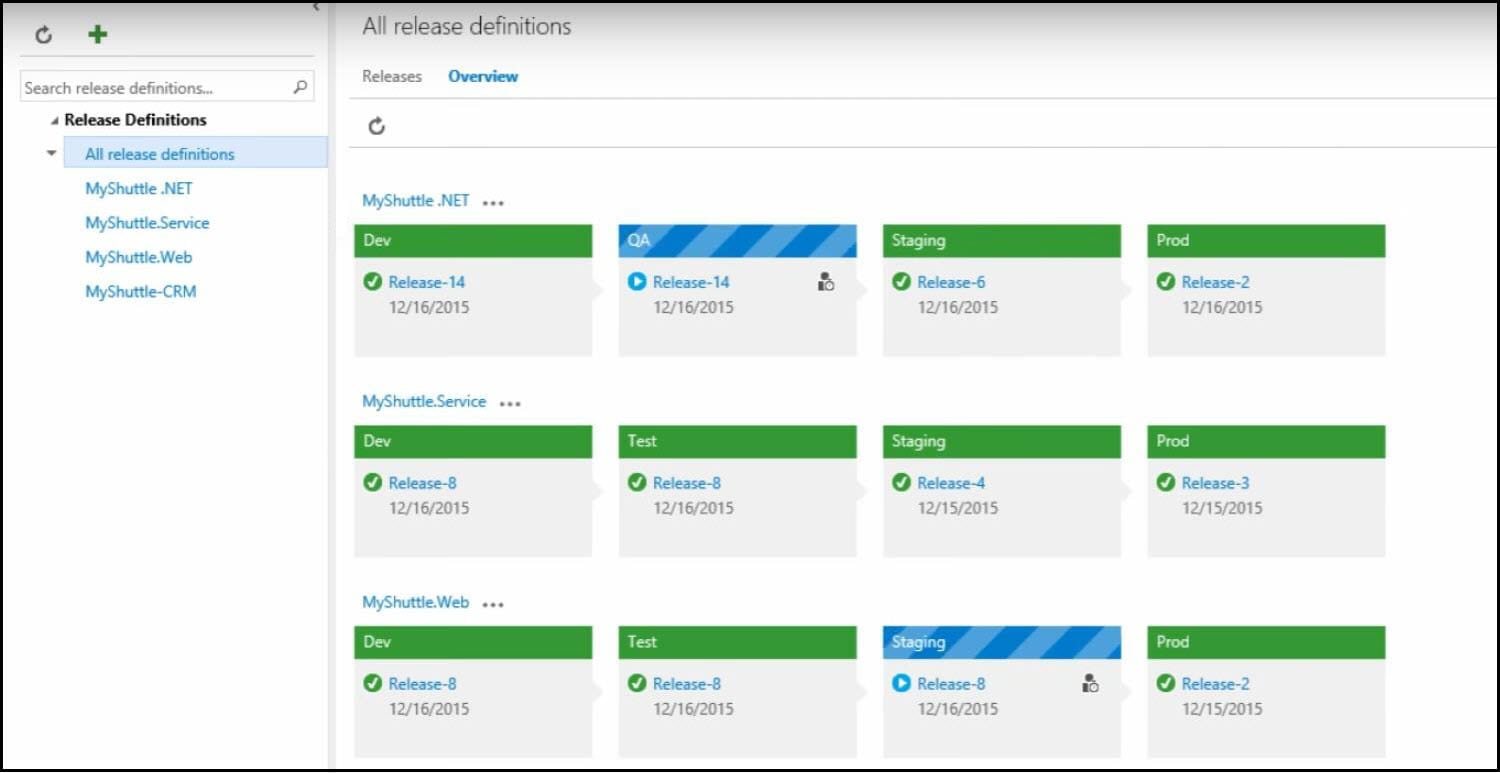 All release definitions
Releases Overview
Search release definitions...
Release Definitions
All release definitions
MyShuttle .NET
MyShuttle.Service
MyShuttle.Web
MyShuttle-CRM
MyShuttle .NET ...
Dev QA Staging Prod
Release-14 Release-14 Release-6 Release-2
12/16/2015 12/16/2015 12/16/2015 12/16/2015
MyShuttle.Service ...
Dev Test Staging Prod
Release-8 Release-8 Release-4 Release-3
12/16/2015 12/16/2015 12/15/2015 12/15/2015
MyShuttle.Web ...
Dev Test Staging Prod
Release-8 Release-8 Release-8 Release-2
12/16/2015 12/16/2015 12/16/2015 12/15/2015